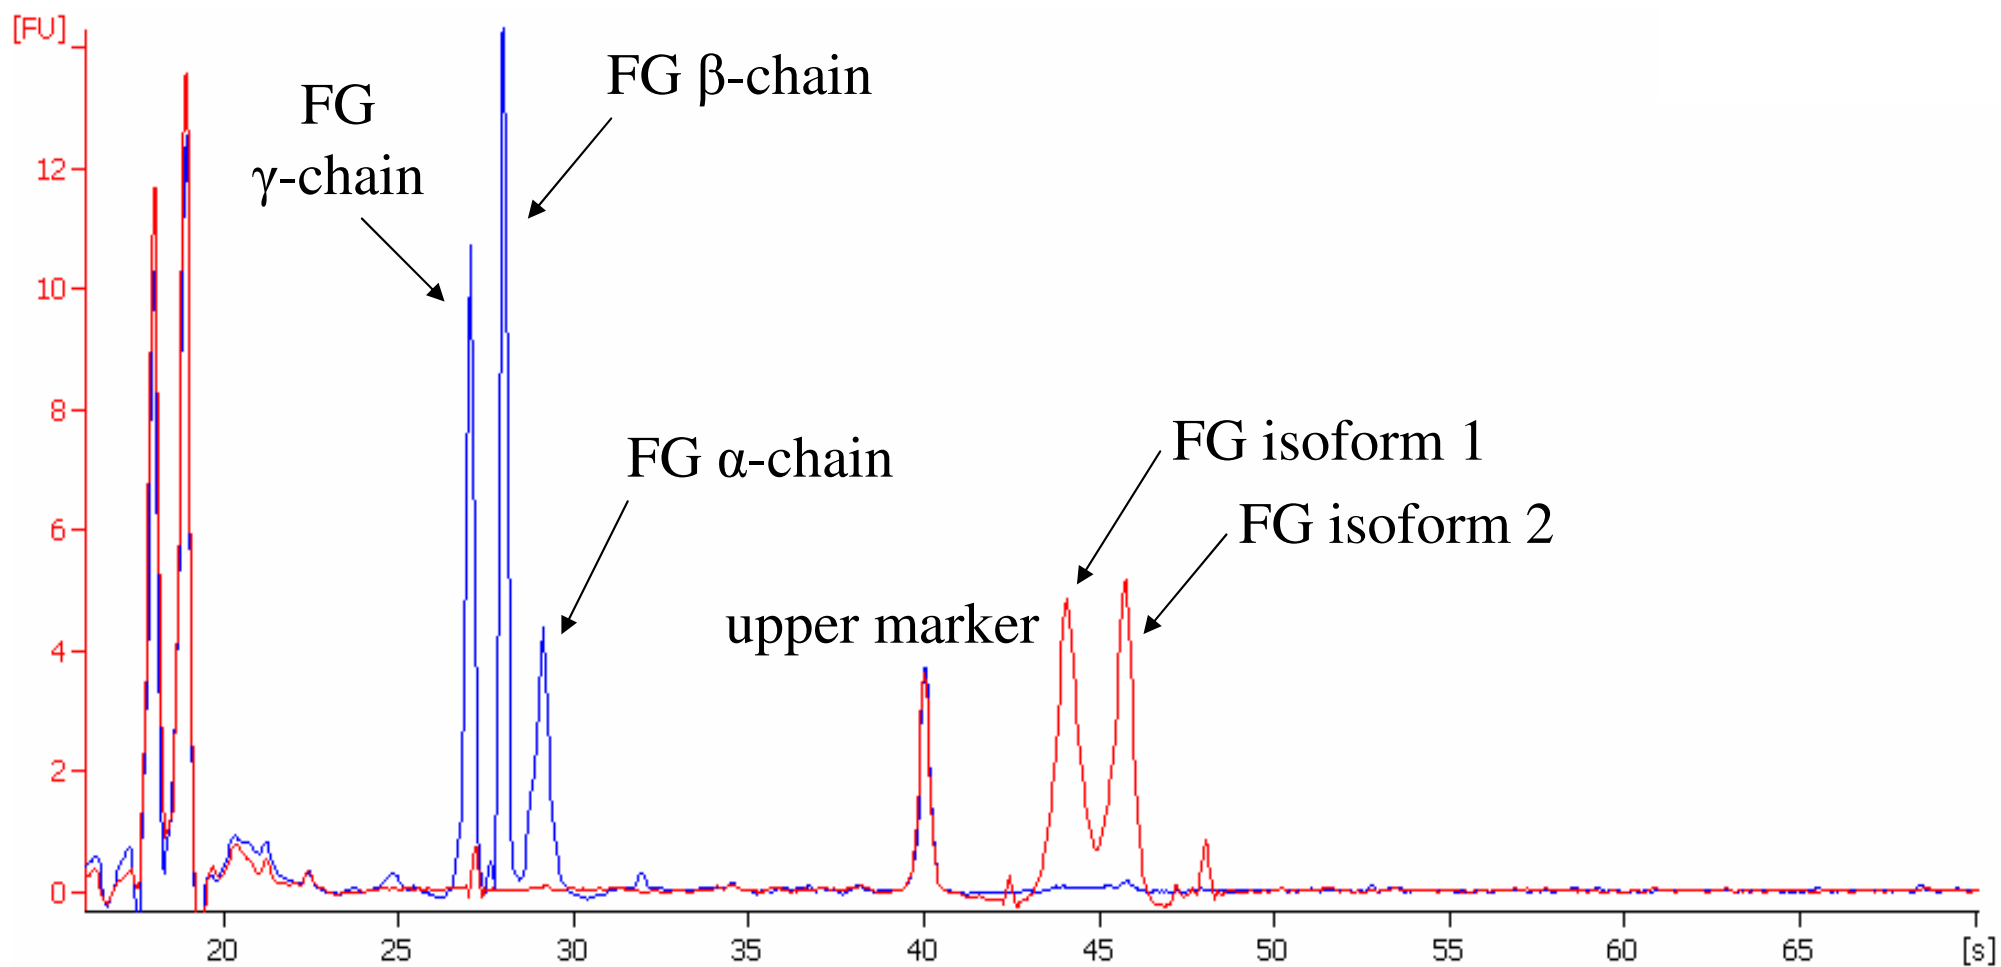 [FU]
FG β-chain
FG
γ-chain
12
10
8
FG isoform 1
FG α-chain
FG isoform 2
6
upper marker
4
2
0
20 25 30 35 40 45 50 55 60 65 [s]